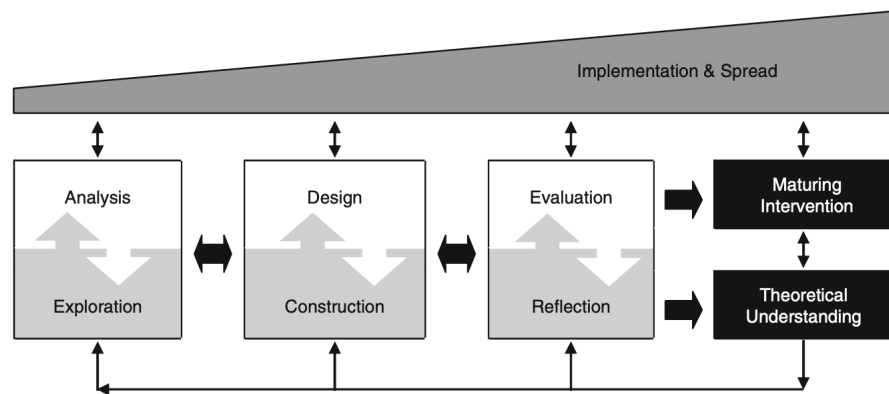 Implementation & Spread
Analysis
Exploration
Design
Construction
Evaluation
Reflection
Maturing
Intervention
Theoretical
Understanding